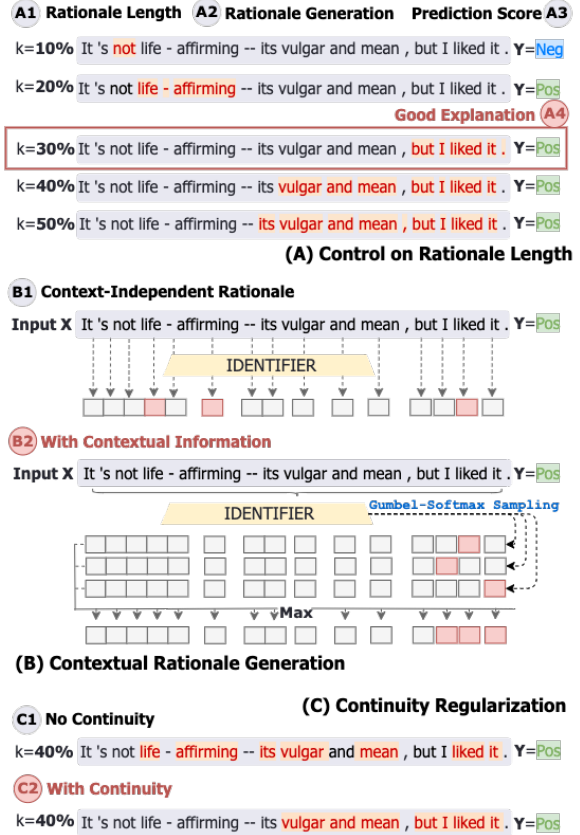 A1 Rationale Length A2 Rationale Generation Prediction Score A3
k=10% It 's not life - affirming -- its vulgar and mean , but I liked it . Y=Neg
k=20% It 's not life - affirming -- its vulgar and mean , but I liked it . Y=Pos
Good Explanation A4
k=30% It 's not life - affirming -- its vulgar and mean , but I liked it . Y=Pos
k=40% It 's not life - affirming -- its vulgar and mean , but I liked it . Y=Pos
k=50% It 's not life - affirming -- its vulgar and mean , but I liked it . Y=Pos
(A) Control on Rationale Length
B1 Context-Independent Rationale
Input X It 's not life - affirming -- its vulgar and mean , but I liked it . Y=Pos
IDENTIFIER
B2 With Contextual Information
Input X It 's not life - affirming -- its vulgar and mean , but I liked it . Y=Pos
Gumbel-Softmax Sampling
IDENTIFIER
Max
(B) Contextual Rationale Generation
(C) Continuity Regularization
C1 No Continuity
k=40% It 's not life - affirming -- its vulgar and mean , but I liked it . Y=Pos
C2 With Continuity
k=40% It 's not life - affirming -- its vulgar and mean , but I liked it . Y=Pos